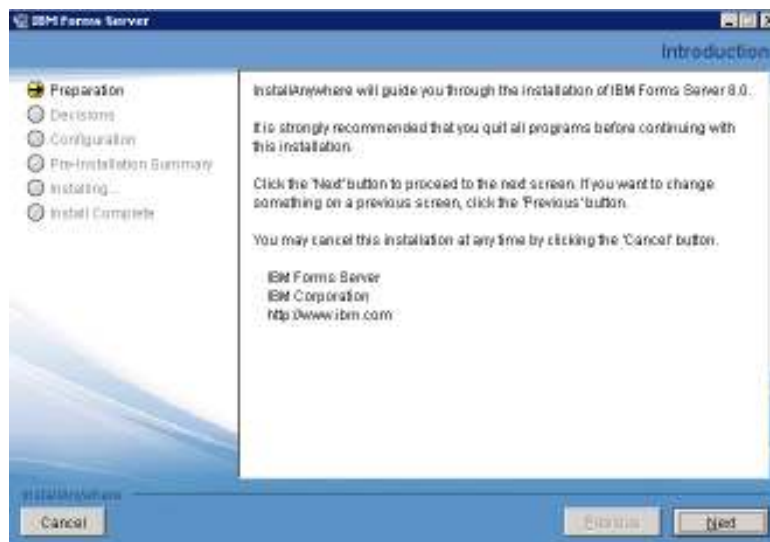 IBM Forms Server
Introduction
Preparation
Decisions
Configuration
Pre-Installation Summary
Installing...
Install Complete
InstallAnywhere will guide you through the installation of IBM Forms Server 8.0.
It is strongly recommended that you quit all programs before continuing with
this installation.
Click the 'Next' button to proceed to the next screen. If you want to change
something on a previous screen, click the 'Previous' button.
You may cancel this installation at any time by clicking the 'Cancel' button.
IBM Forms Server
IBM Corporation
http://www.ibm.com
InstallAnywhere
Cancel
Previous
Next